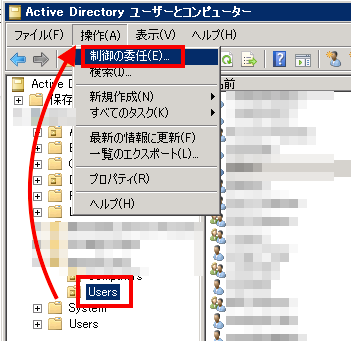 Active Directory ユーザーとコンピューター
ファイル(F) 操作(A) 表示(V) ヘルプ(H)
制御の委任(E)...
検索(I)...
新規作成(N)
すべてのタスク(K)
最新の情報に更新(F)
一覧のエクスポート(L)...
プロパティ(R)
ヘルプ(H)
Active D
保存
名前
Users
System
Users